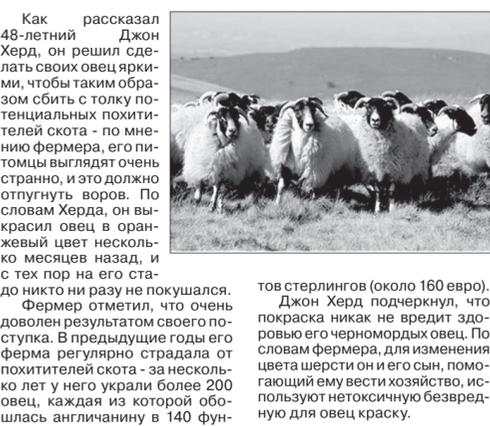 Как рассказал
48-летний Джон
Херд, он решил сде-
лать своих овец ярки-
ми, чтобы таким обра-
зом сбить с толку по-
тенциальных похити-
телей скота - по мне-
нию фермера, его пи-
томцы выглядят очень
странно, и это должно
отпугнуть воров. По
словам Херда, он вы-
красил овец в оран-
жевый цвет несколь-
ко месяцев назад, и
с тех пор на его ста-
до никто ни разу не покушался.
Фермер отметил, что очень
доволен результатом своего по-
ступка. В предыдущие годы его
ферма регулярно страдала от
похитителей скота - за несколь-
ко лет у него украли более 200
овец, каждая из которой обо-
шлась англичанину в 140 фун-
тов стерлингов (около 160 евро).
Джон Херд подчеркнул, что
покраска никак не вредит здо-
ровью его черномордых овец. По
словам фермера, для изменения
цвета шерсти он и его сын, помо-
гающий ему вести хозяйство, ис-
пользуют нетоксичную безвред-
ную для овец краску.